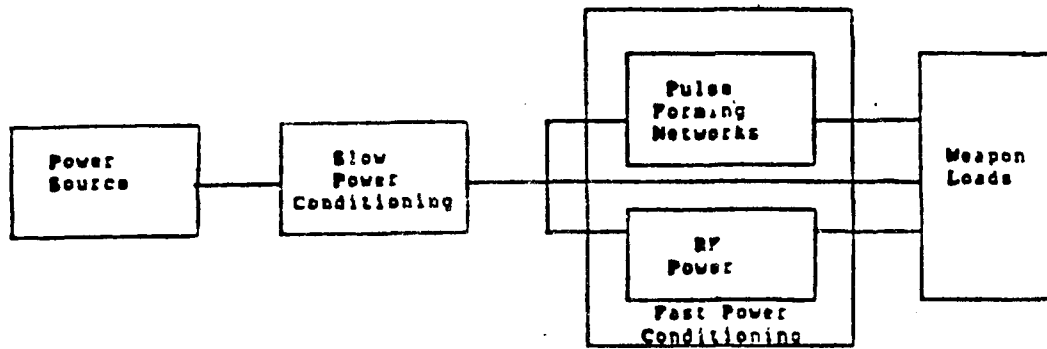 Power
Source
Slow
Power
Conditioning
Pulse
Forming
Networks
RF
Power
Fast Power
Conditioning
Weapon
Loads